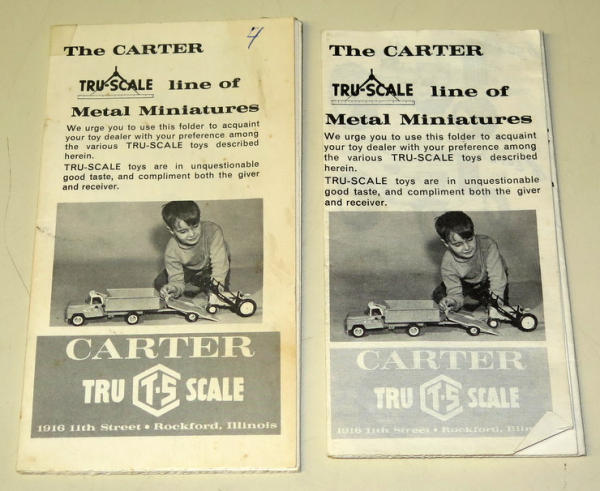 The CARTER
4
TRU-SCALE line of
Metal Miniatures
We urge you to use this folder to acquaint
your toy dealer with your preference among
the various TRU-SCALE toys described
herein.
TRU-SCALE toys are in unquestionable
good taste, and compliment both the giver
and receiver.
CARTER
TRU T-S SCALE
1916 11th Street • Rockford, Illinois
The CARTER
TRU-SCALE line of
Metal Miniatures
We urge you to use this folder to acquaint
your toy dealer with your preference among
the various TRU-SCALE toys described
herein.
TRU-SCALE toys are in unquestionable
good taste, and compliment both the giver
and receiver.
CARTER
TRU T-S SCALE
1916 11th Street • Rockford,